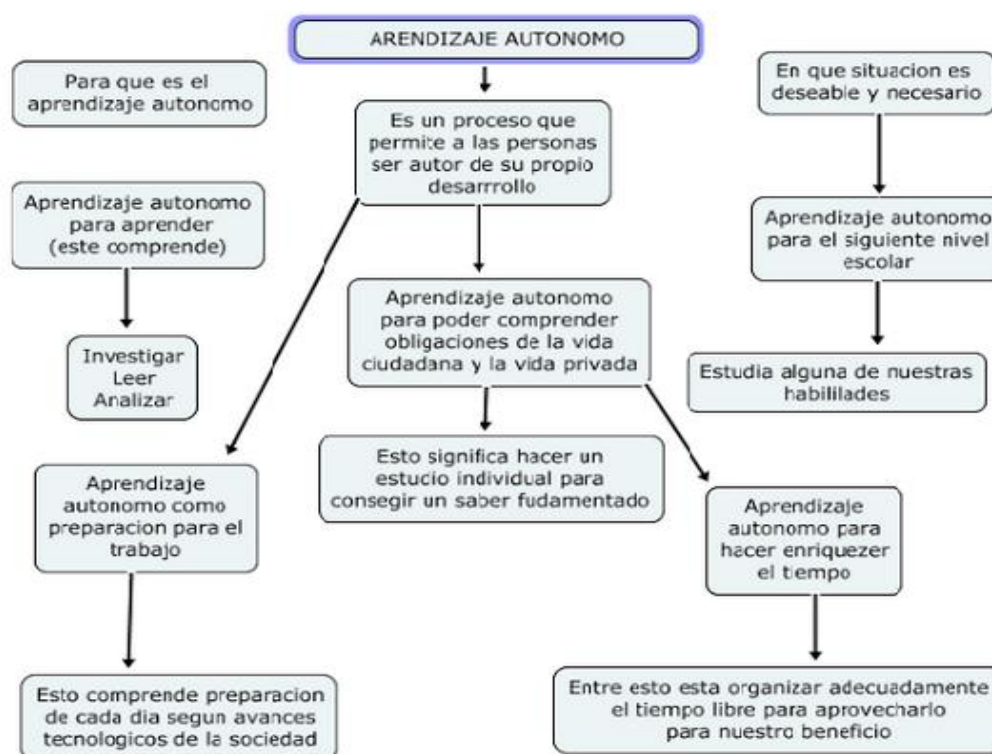 ARENDIZAJE AUTONOMO
Para que es el
aprendizaje autonomo
En que situacion es
deseable y necesario
Es un proceso que
permite a las personas
ser autor de su propio
desarrrollo
Aprendizaje autonomo
para aprender
(este comprende)
Aprendizaje autonomo
para el siguiente nivel
escolar
Aprendizaje autonomo
para poder comprender
obligaciones de la vida
ciudadana y la vida privada
Investigar
Leer
Analizar
Estudia alguna de nuestras
habililades
Esto significa hacer un
estucio individual para
consegir un saber fudamentado
Aprendizaje
autonomo como
preparacion para el
trabajo
Aprendizaje
autonomo para
hacer enriquezer
el tiempo
Esto comprende preparacion
de cada dia segun avances
tecnologicos de la sociedad
Entre esto esta organizar adecuadamente
el tiempo libre para aprovecharlo
para nuestro beneficio